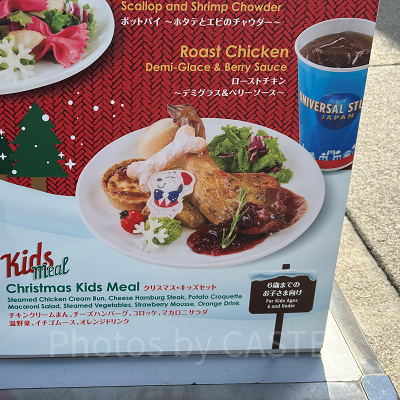 Scallop and Shrimp Chowder
ポットパイ ～ホタテとエビのチャウダー～
Roast Chicken
Demi-Glace & Berry Sauce
ローストチキン
～デミグラス&ベリーソース～
UNIVERSAL STU
JAPAN
Kids
Meal
Christmas Kids Meal クリスマス・キッズセット
Steamed Chicken Cream Bun, Cheese Hamburg Steak, Potato Croquette
Macaroni Salad, Steamed Vegetables, Strawberry Mousse, Orange Drink
チキンクリームまん、チーズハンバーグ、コロッケ、マカロニサラダ
温野菜、イチゴムース、オレンジドリンク
6歳までの
お子さま向け
For Kids Ages
6 and Under
Photo by CASTE